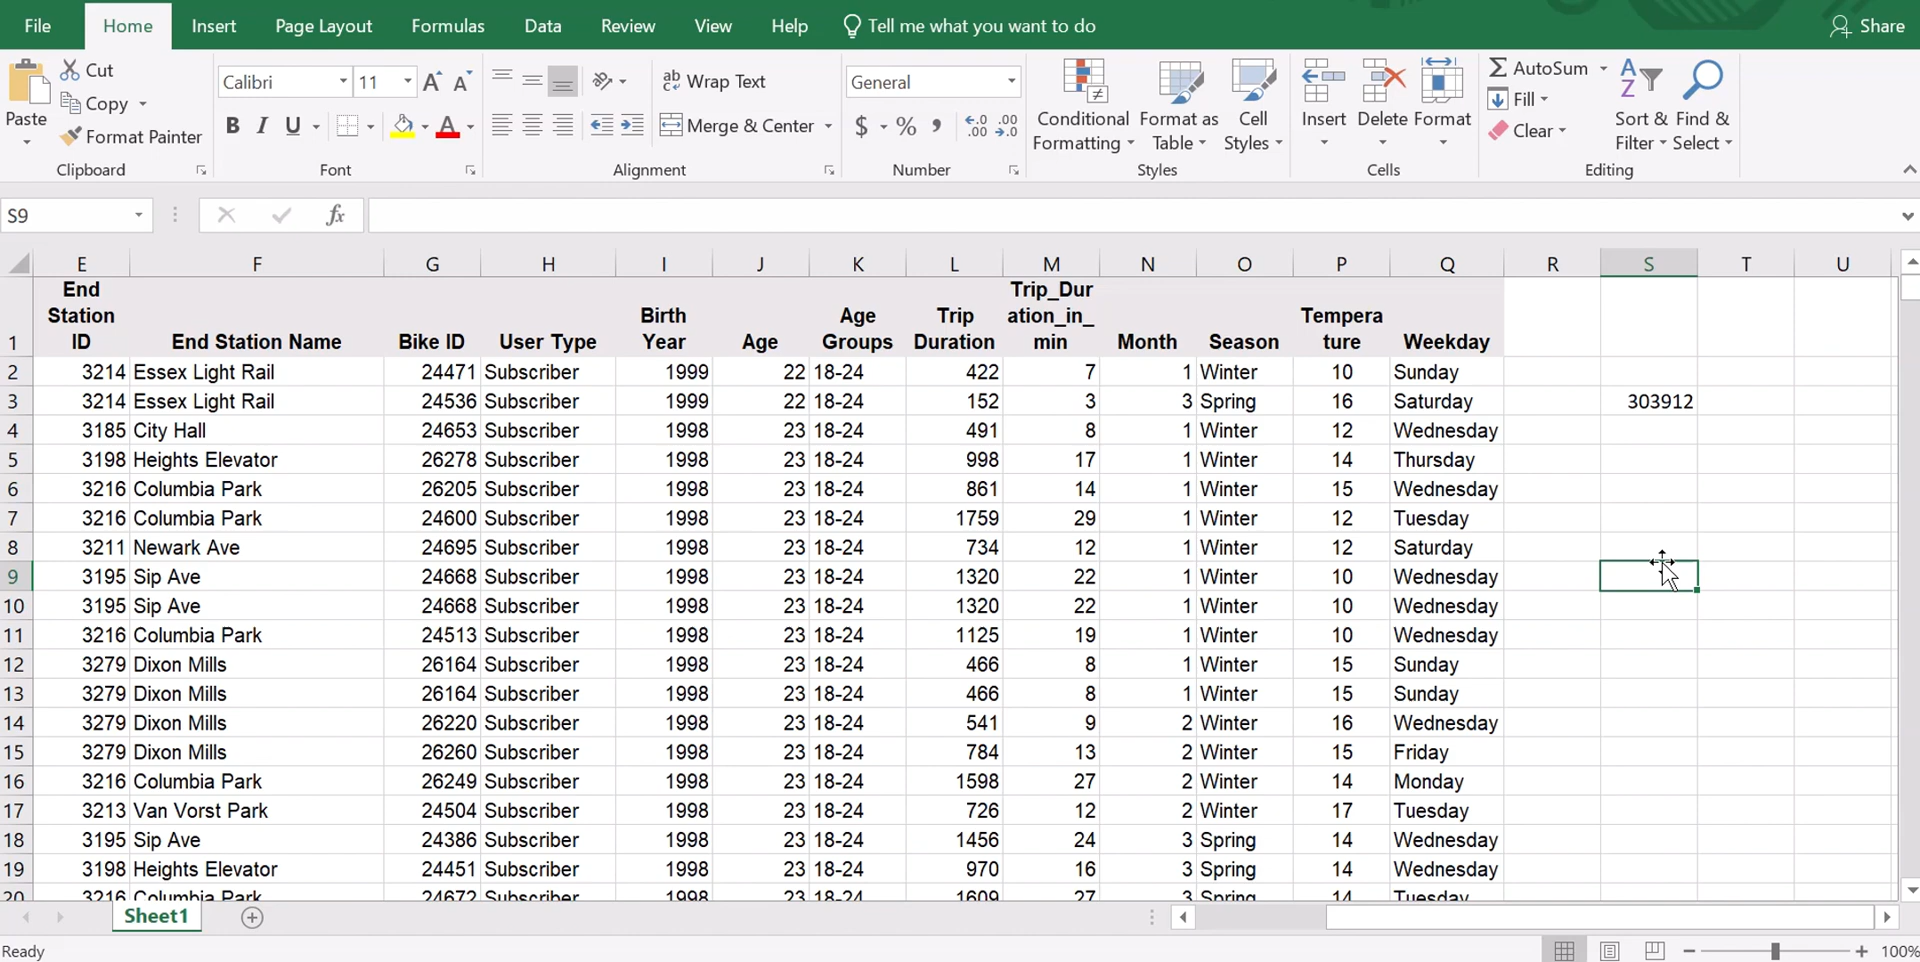 File Home Insert Page Layout Formulas Data Review View Help Tell me what you want to do Share
Paste Cut Copy Format Painter Clipboard
Calibri 11 A A B I U A Font
ab Wrap Text Merge & Center Alignment
General $ % , .00 .00 Number
Conditional Formatting Format as Table Cell Styles Styles
Insert Delete Format Cells
AutoSum Fill Clear Sort & Filter Find & Select Editing
S9 fx
E F G H I J K L M N O P Q R S T U
1 End Station ID End Station Name Bike ID User Type Birth Year Age Age Groups Trip Duration Trip_Duration_in_min Month Season Temperature Weekday
2 3214 Essex Light Rail 24471 Subscriber 1999 22 18-24 422 7 1 Winter 10 Sunday
3 3214 Essex Light Rail 24536 Subscriber 1999 22 18-24 152 3 3 Spring 16 Saturday 303912
4 3185 City Hall 24653 Subscriber 1998 23 18-24 491 8 1 Winter 12 Wednesday
5 3198 Heights Elevator 26278 Subscriber 1998 23 18-24 998 17 1 Winter 14 Thursday
6 3216 Columbia Park 26205 Subscriber 1998 23 18-24 861 14 1 Winter 15 Wednesday
7 3216 Columbia Park 24600 Subscriber 1998 23 18-24 1759 29 1 Winter 12 Tuesday
8 3211 Newark Ave 24695 Subscriber 1998 23 18-24 734 12 1 Winter 12 Saturday
9 3195 Sip Ave 24668 Subscriber 1998 23 18-24 1320 22 1 Winter 10 Wednesday
10 3195 Sip Ave 24668 Subscriber 1998 23 18-24 1320 22 1 Winter 10 Wednesday
11 3216 Columbia Park 24513 Subscriber 1998 23 18-24 1125 19 1 Winter 10 Wednesday
12 3279 Dixon Mills 26164 Subscriber 1998 23 18-24 466 8 1 Winter 15 Sunday
13 3279 Dixon Mills 26164 Subscriber 1998 23 18-24 466 8 1 Winter 15 Sunday
14 3279 Dixon Mills 26220 Subscriber 1998 23 18-24 541 9 2 Winter 16 Wednesday
15 3279 Dixon Mills 26260 Subscriber 1998 23 18-24 784 13 2 Winter 15 Friday
16 3216 Columbia Park 26249 Subscriber 1998 23 18-24 1598 27 2 Winter 14 Monday
17 3213 Van Vorst Park 24504 Subscriber 1998 23 18-24 726 12 2 Winter 17 Tuesday
18 3195 Sip Ave 24386 Subscriber 1998 23 18-24 1456 24 3 Spring 14 Wednesday
19 3198 Heights Elevator 24451 Subscriber 1998 23 18-24 970 16 3 Spring 14 Wednesday
20 3216 Columbia Park 24672 Subscriber 1998 23 18-24 1609 27 3 Spring 14 Tuesday
Sheet1
Ready 100%